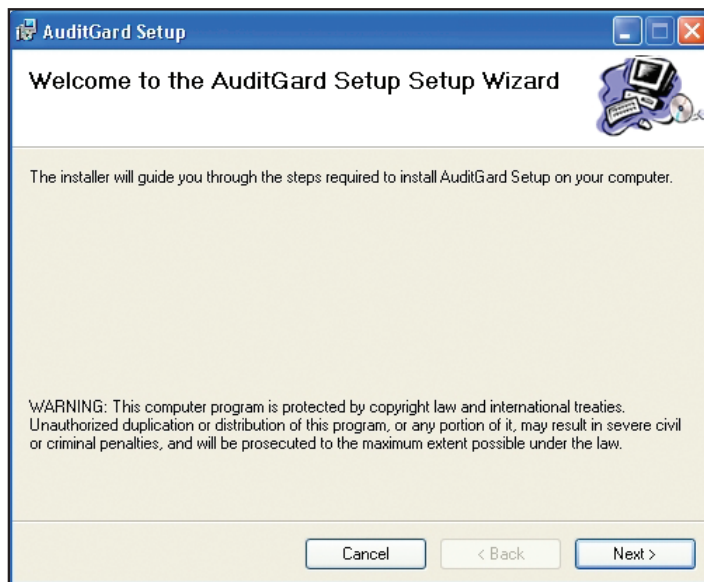 AuditGard Setup
Welcome to the AuditGard Setup Setup Wizard
The installer will guide you through the steps required to install AuditGard Setup on your computer.
WARNING: This computer program is protected by copyright law and international treaties.
Unauthorized duplication or distribution of this program, or any portion of it, may result in severe civil
or criminal penalties, and will be prosecuted to the maximum extent possible under the law.
Cancel
< Back
Next >